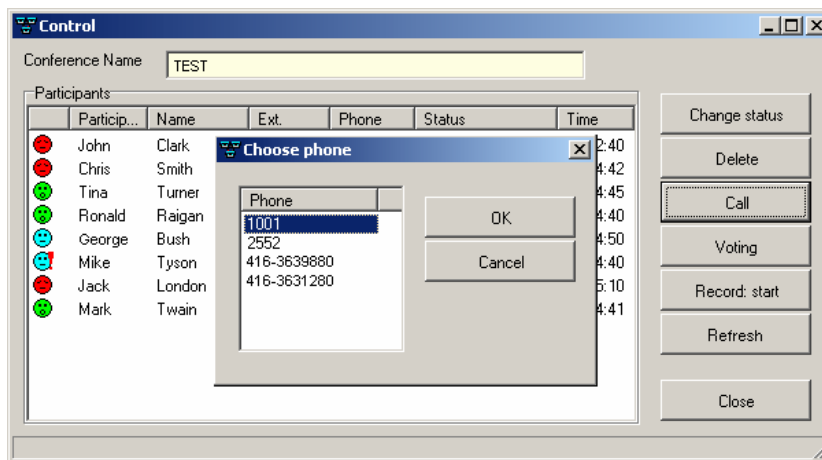 Control
Conference Name TEST
Participants
Particip... Name Ext. Phone Status Time
Change status
John Clark 2:40
Chris Smith 4:42
Delete
Tina Turner 4:45
Ronald Raigan 4:40
Call
George Bush 4:50
Voting
Mike Tyson 4:40
Jack London 5:10
Record: start
Mark Twain 4:41
Refresh
Close
Choose phone
Phone
1001
2552
416-3639880
416-3631280
OK
Cancel